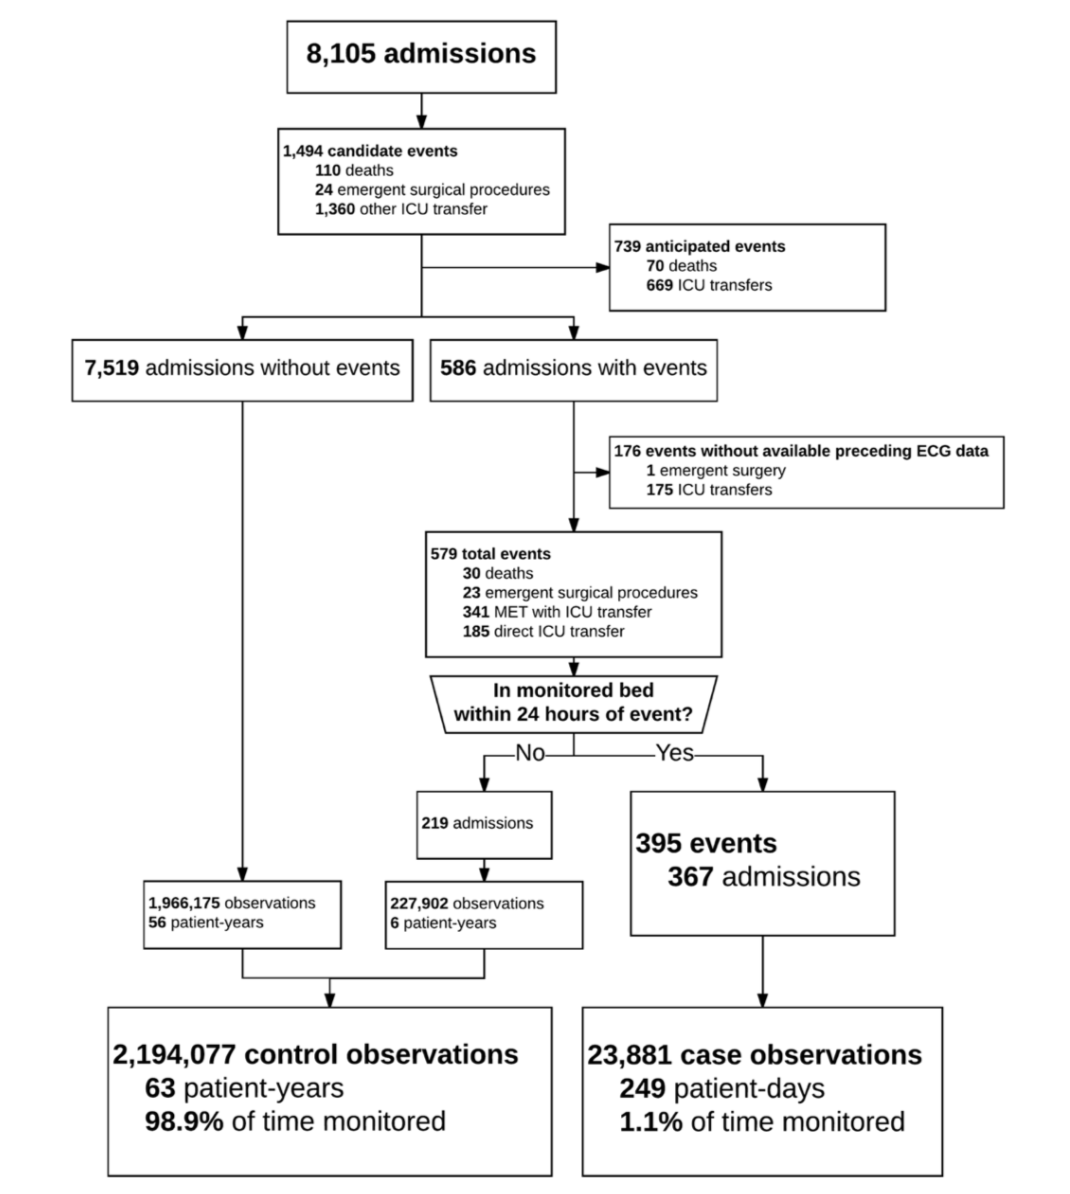 8,105 admissions
1,494 candidate events
110 deaths
24 emergent surgical procedures
1,360 other ICU transfer
739 anticipated events
70 deaths
669 ICU transfers
7,519 admissions without events
586 admissions with events
176 events without available preceding ECG data
1 emergent surgery
175 ICU transfers
579 total events
30 deaths
23 emergent surgical procedures
341 MET with ICU transfer
185 direct ICU transfer
In monitored bed
within 24 hours of event?
No
Yes
219 admissions
395 events
367 admissions
1,966,175 observations
56 patient-years
227,902 observations
6 patient-years
2,194,077 control observations
63 patient-years
98.9% of time monitored
23,881 case observations
249 patient-days
1.1% of time monitored